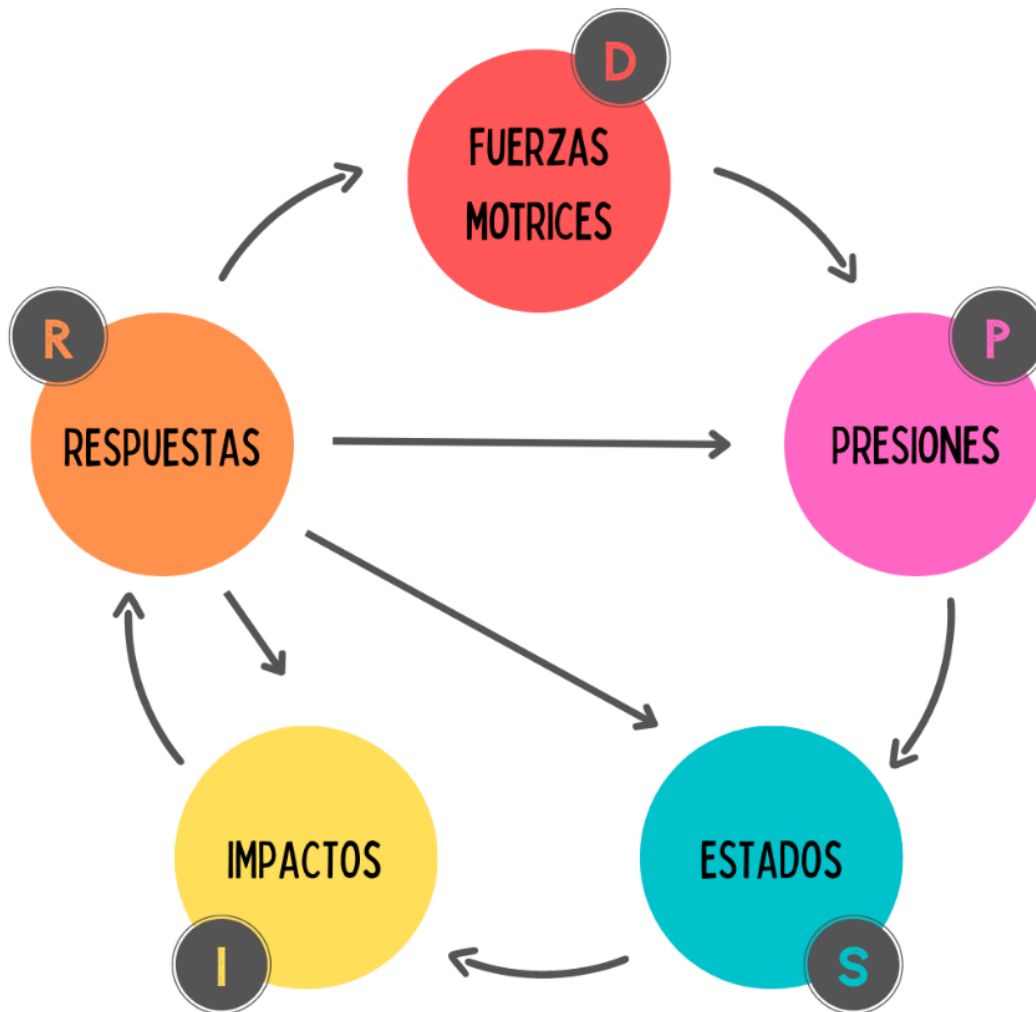 D
FUERZAS
MOTRICES
R
RESPUESTAS
P
PRESIONES
IMPACTOS
I
ESTADOS
S